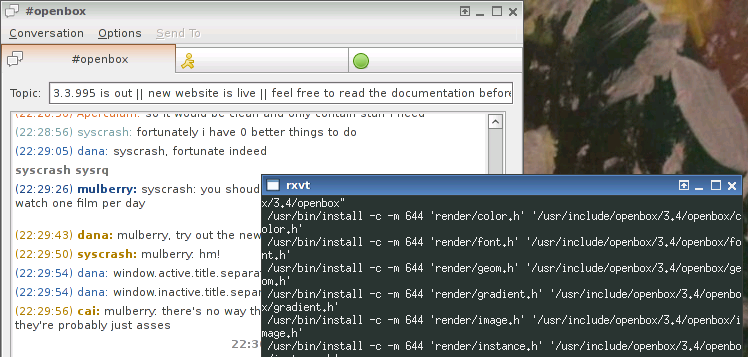 #openbox
Conversation Options Send To
#openbox
Topic: 3.3.995 is out || new website is live || feel free to read the documentation before
(22:28:50) Apercuium: so it would be clean and only contain stuff I need
(22:28:56) syscrash: fortunately i have 0 better things to do
(22:29:05) dana: syscrash, fortunate indeed
syscrash sysrq
(22:29:26) mulberry: syscrash: you shoud
watch one film per day
(22:29:43) dana: mulberry, try out the new
(22:29:50) syscrash: mulberry: hm!
(22:29:54) dana: window.active.title.separat
(22:29:54) dana: window.inactive.title.separ
(22:29:56) cai: mulberry: there's no way th
they're probably just asses
22:30
rxvt
x/3.4/openbox"
/usr/bin/install -c -m 644 'render/color.h' '/usr/include/openbox/3.4/openbox/c
olor.h'
/usr/bin/install -c -m 644 'render/font.h' '/usr/include/openbox/3.4/openbox/fo
nt.h'
/usr/bin/install -c -m 644 'render/geom.h' '/usr/include/openbox/3.4/openbox/ge
om.h'
/usr/bin/install -c -m 644 'render/gradient.h' '/usr/include/openbox/3.4/openbo
x/gradient.h'
/usr/bin/install -c -m 644 'render/image.h' '/usr/include/openbox/3.4/openbox/i
mage.h'
/usr/bin/install -c -m 644 'render/instance.h' '/usr/include/openbox/3.4/openbo